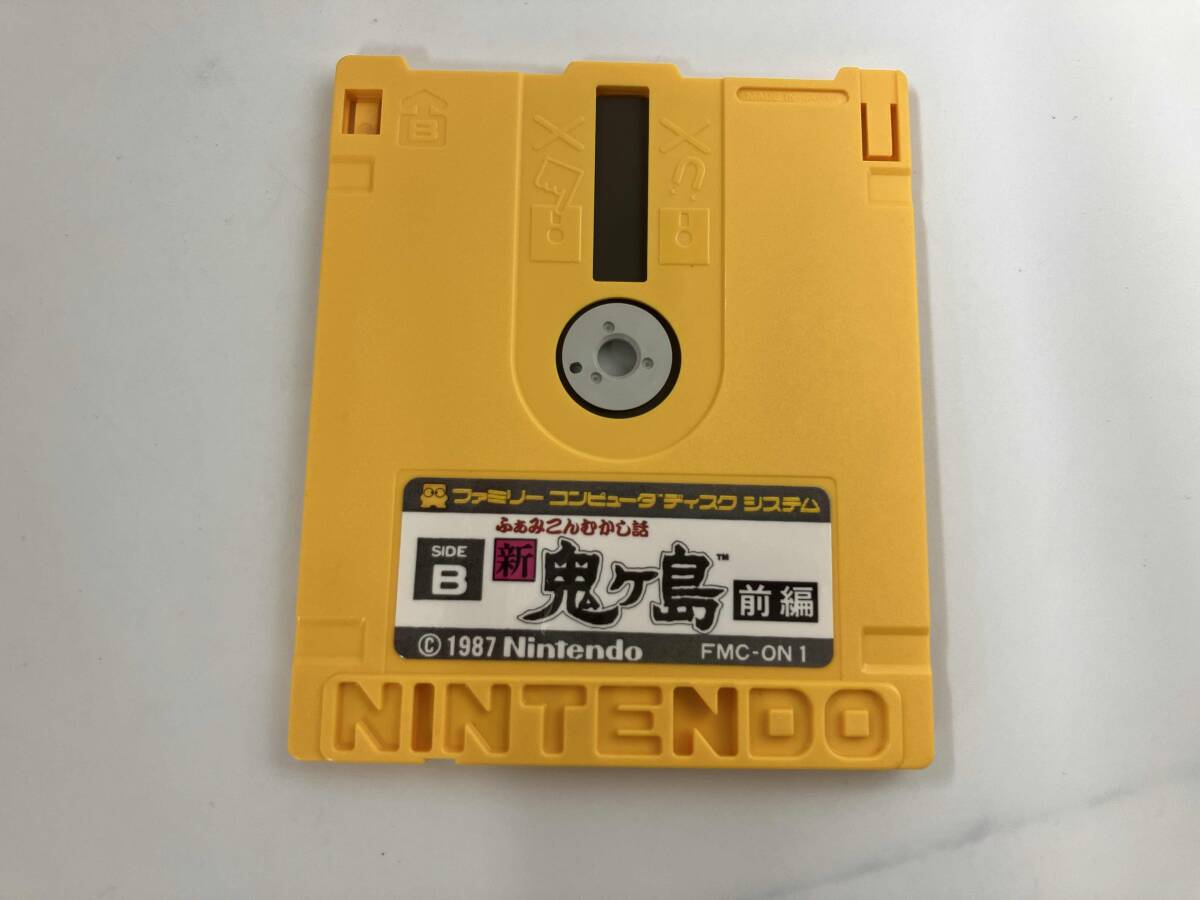 B
MADE IN JAPAN
ファミリー コンピュータ ディスク システム
ふぁみこんむかし話
SIDE B 新 鬼ヶ島™ 前編
© 1987 Nintendo FMC-ON1
NINTENDO